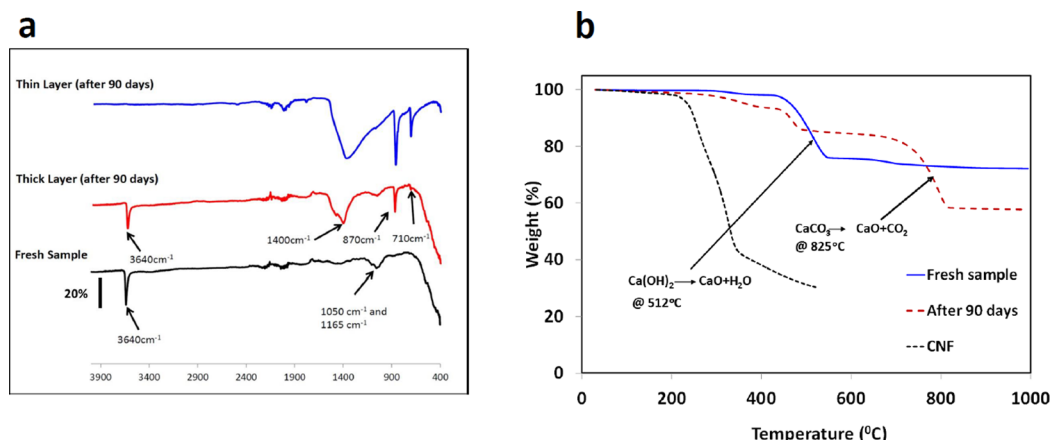 a
Thin Layer (after 90 days)
Thick Layer (after 90 days)
1400cm⁻¹
870cm⁻¹
710cm⁻¹
3640cm⁻¹
Fresh Sample
20%
1050 cm⁻¹ and
1165 cm⁻¹
3640cm⁻¹
3900
3400
2900
2400
1900
1400
900
400
b
100
80
60
40
20
0
Weight (%)
CaCO₃→CaO+CO₂
@ 825°C
Ca(OH)₂→CaO+H₂O
@ 512°C
Fresh sample
After 90 days
CNF
0
200
400
600
800
1000
Temperature (⁰C)